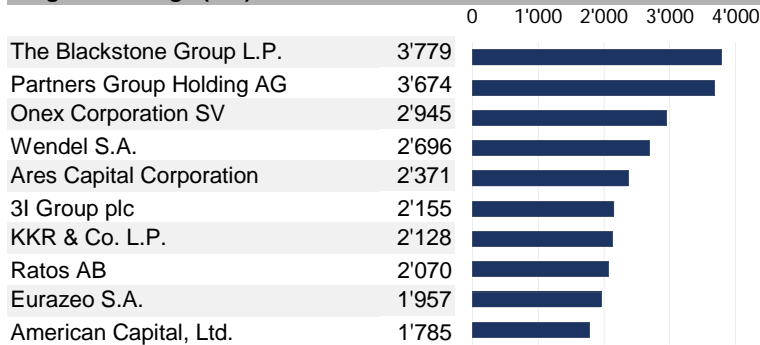 0 1'000 2'000 3'000 4'000
The Blackstone Group L.P. 3'779
Partners Group Holding AG 3'674
Onex Corporation SV 2'945
Wendel S.A. 2'696
Ares Capital Corporation 2'371
3I Group plc 2'155
KKR & Co. L.P. 2'128
Ratos AB 2'070
Eurazeo S.A. 1'957
American Capital, Ltd. 1'785